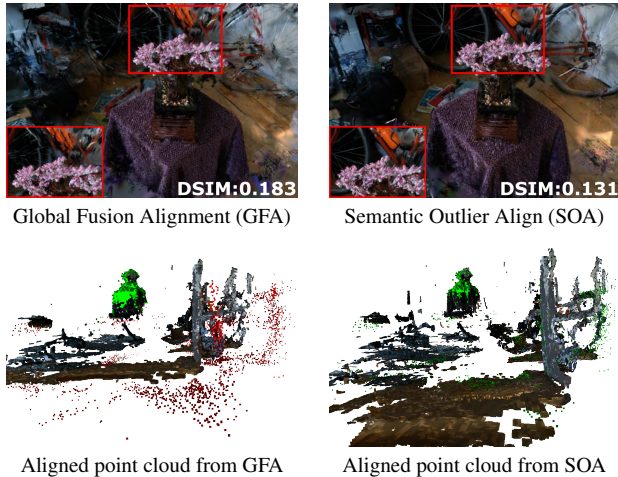 DSIM:0.183
DSIM:0.131
Global Fusion Alignment (GFA)
Semantic Outlier Align (SOA)
Aligned point cloud from GFA
Aligned point cloud from SOA